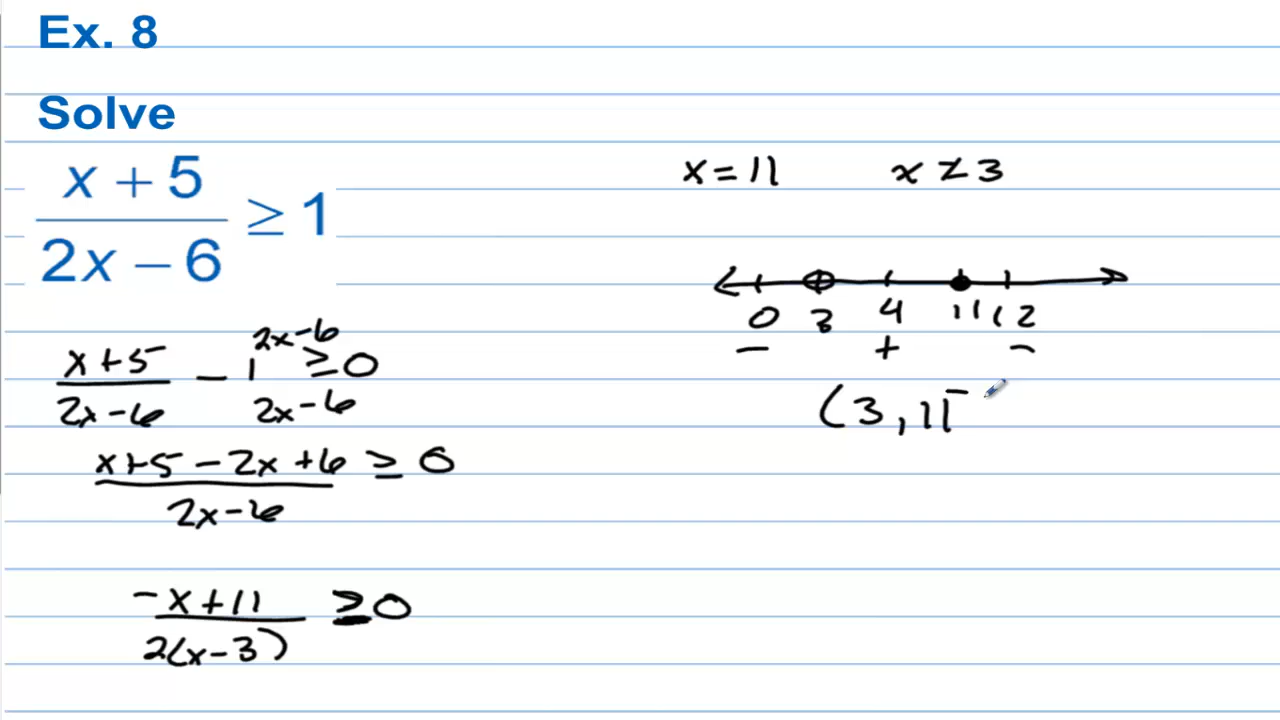 Ex. 8
Solve
x + 5
2x − 6
≥ 1
x+5
2x-6
- 1
2x-6
2x-6
≥ 0
x+5 - 2x + 6 ≥ 0
2x-6
-x + 11 ≥ 0
2(x-3)
x = 11 x ≠ 3
0 3 4 11 12
- + -
(3, 11